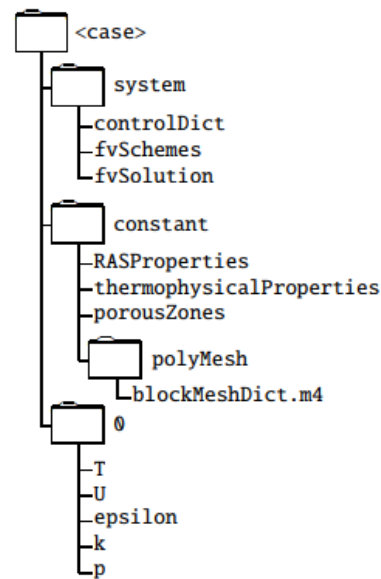 <case>
system
controlDict
fvSchemes
fvSolution
constant
RASProperties
thermophysicalProperties
porousZones
polyMesh
blockMeshDict.m4
0
T
U
epsilon
k
p